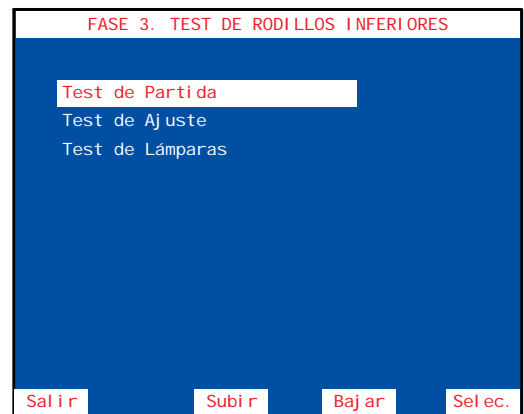 FASE 3. TEST DE RODILLOS INFERIORES
Test de Partida
Test de Ajuste
Test de Lámparas
Salir Subir Bajar Selec.